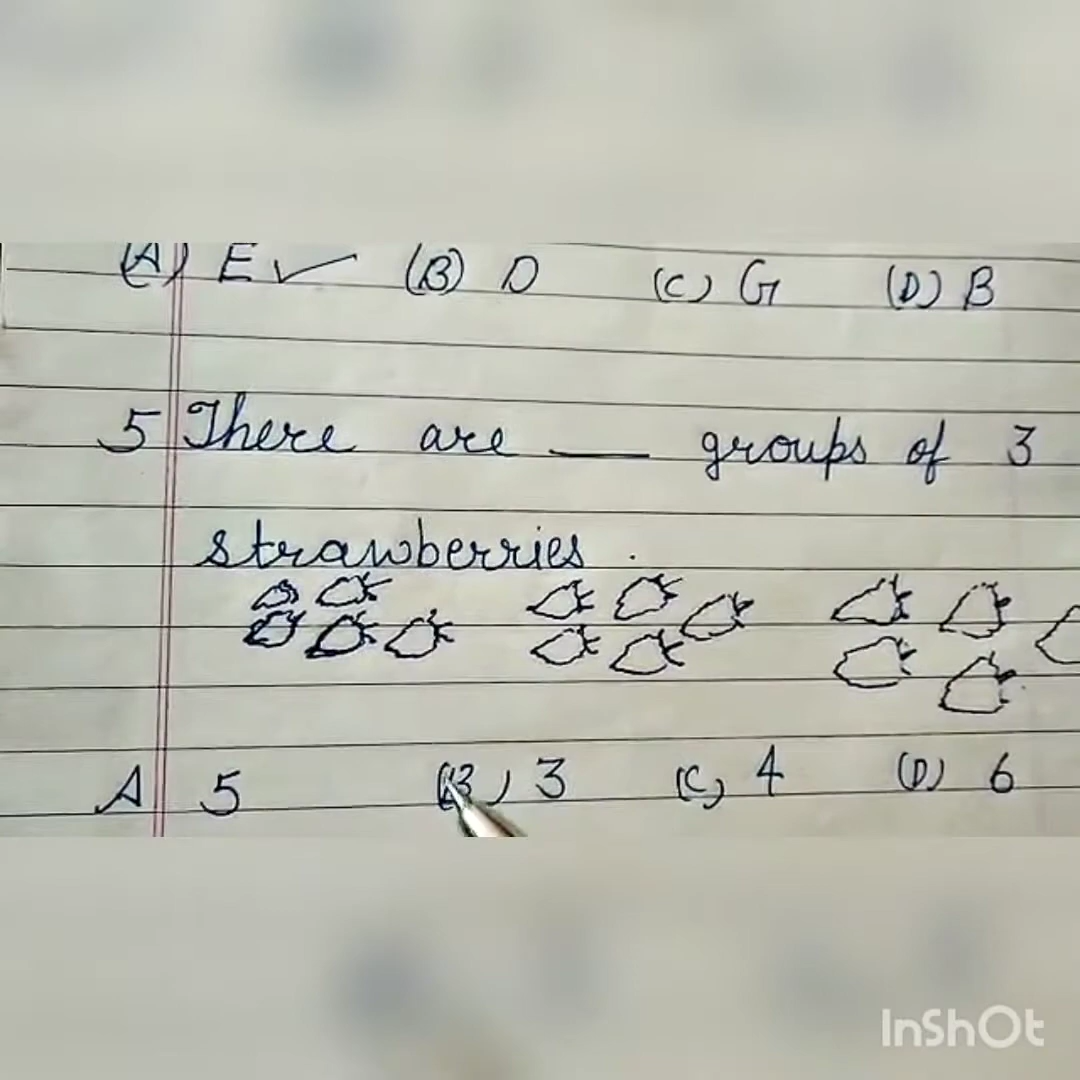 (A) E ✓ (B) D (C) G (D) B
5 There are ___ groups of 3
strawberries.
A 5 (B) 3 (C) 4 (D) 6
InShOt